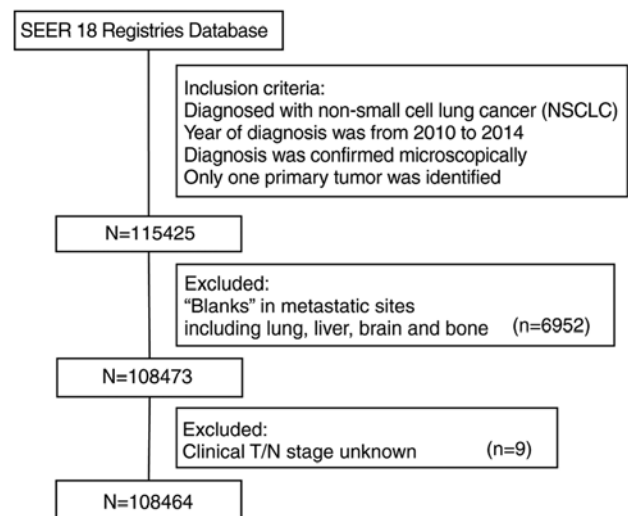 SEER 18 Registries Database
Inclusion criteria:
Diagnosed with non-small cell lung cancer (NSCLC)
Year of diagnosis was from 2010 to 2014
Diagnosis was confirmed microscopically
Only one primary tumor was identified
N=115425
Excluded:
“Blanks” in metastatic sites
including lung, liver, brain and bone (n=6952)
N=108473
Excluded:
Clinical T/N stage unknown (n=9)
N=108464